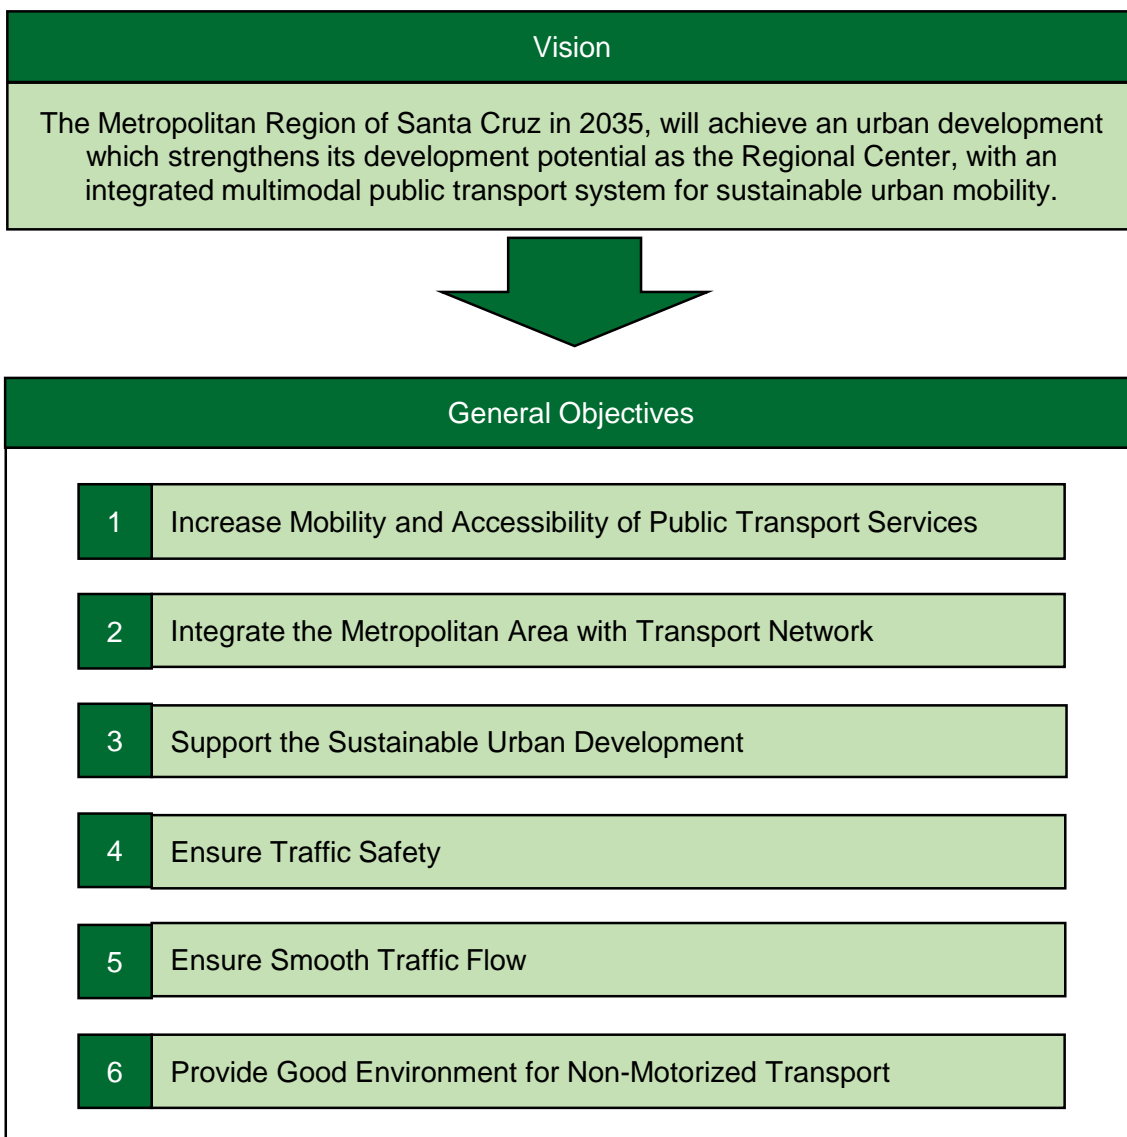 Vision
The Metropolitan Region of Santa Cruz in 2035, will achieve an urban development
which strengthens its development potential as the Regional Center, with an
integrated multimodal public transport system for sustainable urban mobility.
General Objectives
1 Increase Mobility and Accessibility of Public Transport Services
2 Integrate the Metropolitan Area with Transport Network
3 Support the Sustainable Urban Development
4 Ensure Traffic Safety
5 Ensure Smooth Traffic Flow
6 Provide Good Environment for Non-Motorized Transport